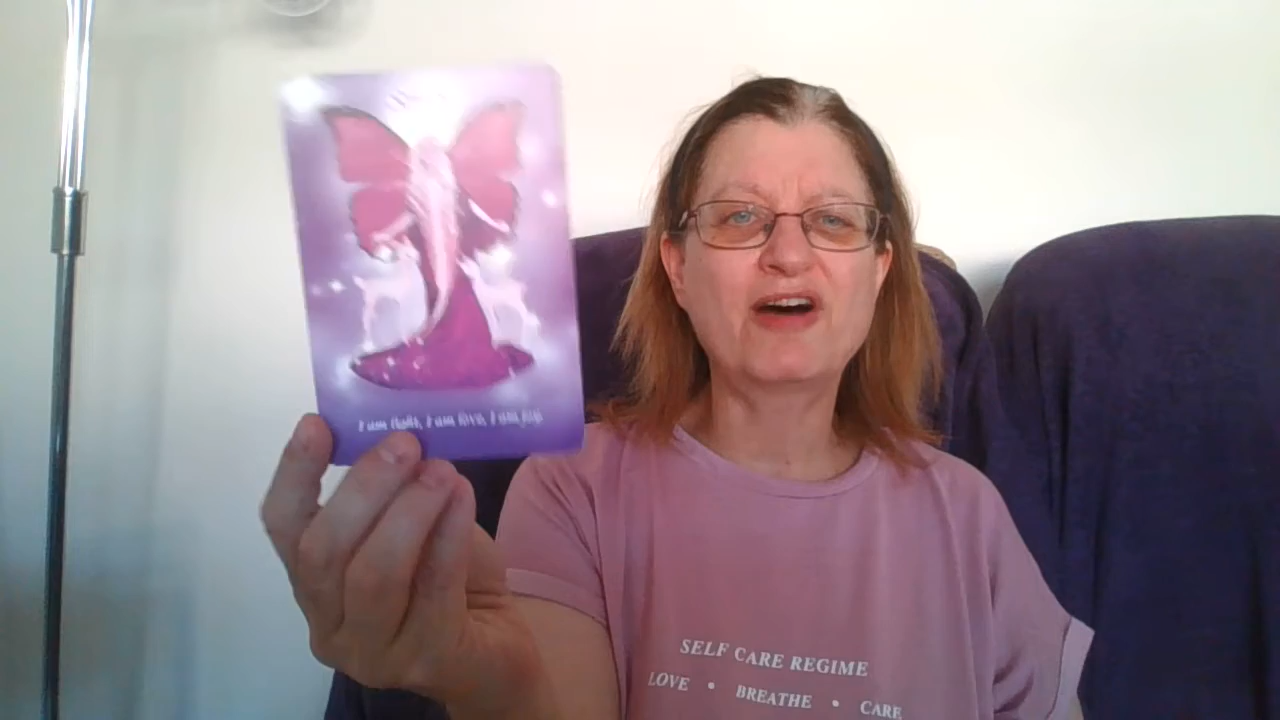 I am light, I am love, I am joy.
SELF CARE REGIME
LOVE • BREATHE • CARE